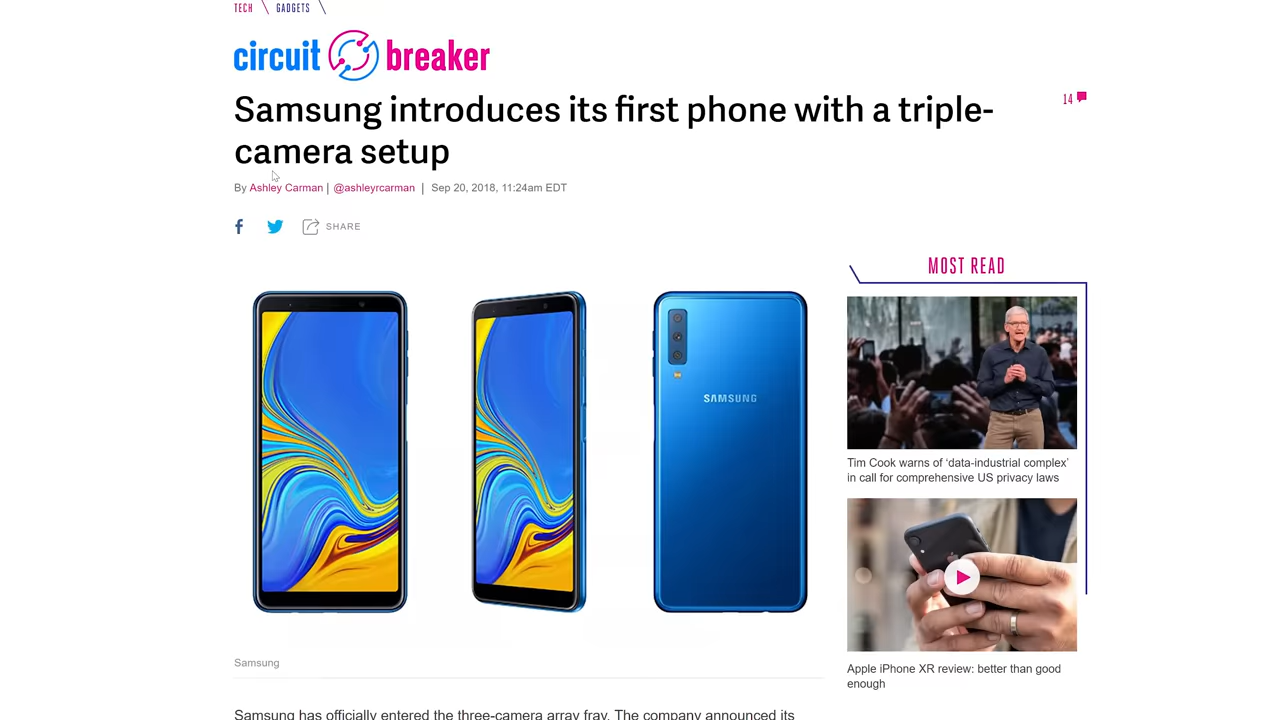 TECH GADGETS
circuit breaker
Samsung introduces its first phone with a triple-
camera setup
14
By Ashley Carman | @ashleyrcarman | Sep 20, 2018, 11:24am EDT
SHARE
SAMSUNG
Samsung
Samsung has officially entered the three-camera array fray. The company announced its
MOST READ
Tim Cook warns of ‘data-industrial complex’
in call for comprehensive US privacy laws
Apple iPhone XR review: better than good
enough